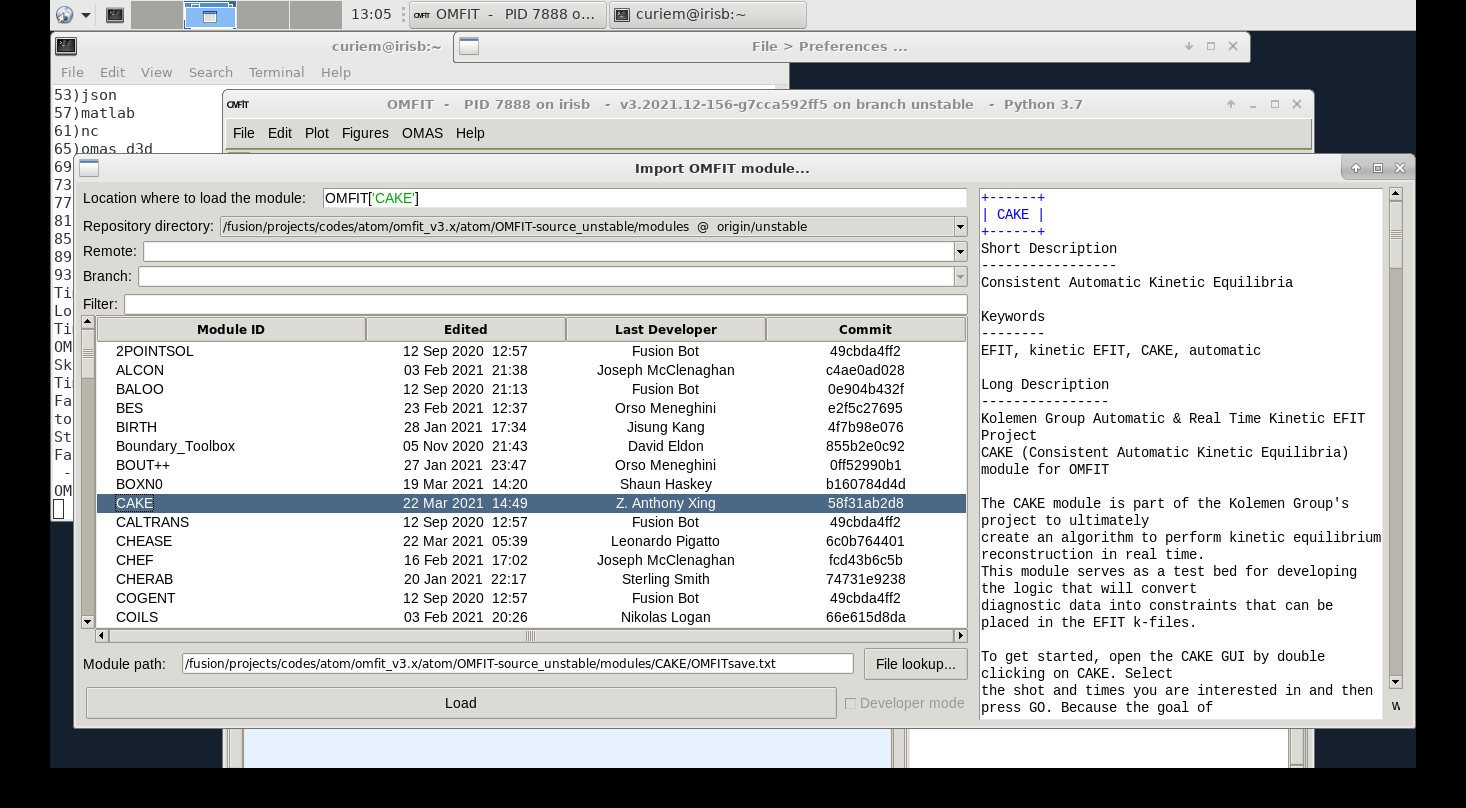 13:05
OMFIT - PID 7888 o...
curiem@irisb:~
curiem@irisb:~
File > Preferences ...
File Edit View Search Terminal Help
53)json
57)matlab
61)nc
65)omas_d3d
69
73
77
81
85
89
93
Tim
Lo
Tim
OM
Sk
Tim
Fa
to
St
Fa
-
OM
OMFIT - PID 7888 on irisb - v3.2021.12-156-g7cca592ff5 on branch unstable - Python 3.7
File Edit Plot Figures OMAS Help
Import OMFIT module...
Location where to load the module: OMFIT['CAKE']
Repository directory: /fusion/projects/codes/atom/omfit_v3.x/atom/OMFIT-source_unstable/modules @ origin/unstable
Remote:
Branch:
Filter:
Module ID Edited Last Developer Commit
2POINTSOL 12 Sep 2020 12:57 Fusion Bot 49cbda4ff2
ALCON 03 Feb 2021 21:38 Joseph McClenaghan c4ae0ad028
BALOO 12 Sep 2020 21:13 Fusion Bot 0e904b432f
BES 23 Feb 2021 12:37 Orso Meneghini e2f5c27695
BIRTH 28 Jan 2021 17:34 Jisung Kang 4f7b98e076
Boundary_Toolbox 05 Nov 2020 21:43 David Eldon 855b2e0c92
BOUT++ 27 Jan 2021 23:47 Orso Meneghini 0ff52990b1
BOXN0 19 Mar 2021 14:20 Shaun Haskey b160784d4d
CAKE 22 Mar 2021 14:49 Z. Anthony Xing 58f31ab2d8
CALTRANS 12 Sep 2020 12:57 Fusion Bot 49cbda4ff2
CHEASE 22 Mar 2021 05:39 Leonardo Pigatto 6c0b764401
CHEF 16 Feb 2021 17:02 Joseph McClenaghan fcd43b6c5b
CHERAB 20 Jan 2021 22:17 Sterling Smith 74731e9238
COGENT 12 Sep 2020 12:57 Fusion Bot 49cbda4ff2
COILS 03 Feb 2021 20:26 Nikolas Logan 66e615d8da
Module path: /fusion/projects/codes/atom/omfit_v3.x/atom/OMFIT-source_unstable/modules/CAKE/OMFITsave.txt File lookup...
Load Developer mode
+------+
| CAKE |
+------+
Short Description
-----------------
Consistent Automatic Kinetic Equilibria
Keywords
--------
EFIT, kinetic EFIT, CAKE, automatic
Long Description
----------------
Kolemen Group Automatic & Real Time Kinetic EFIT
Project
CAKE (Consistent Automatic Kinetic Equilibria)
module for OMFIT
The CAKE module is part of the Kolemen Group's
project to ultimately
create an algorithm to perform kinetic equilibrium
reconstruction in real time.
This module serves as a test bed for developing
the logic that will convert
diagnostic data into constraints that can be
placed in the EFIT k-files.
To get started, open the CAKE GUI by double
clicking on CAKE. Select
the shot and times you are interested in and then
press GO. Because the goal of
w